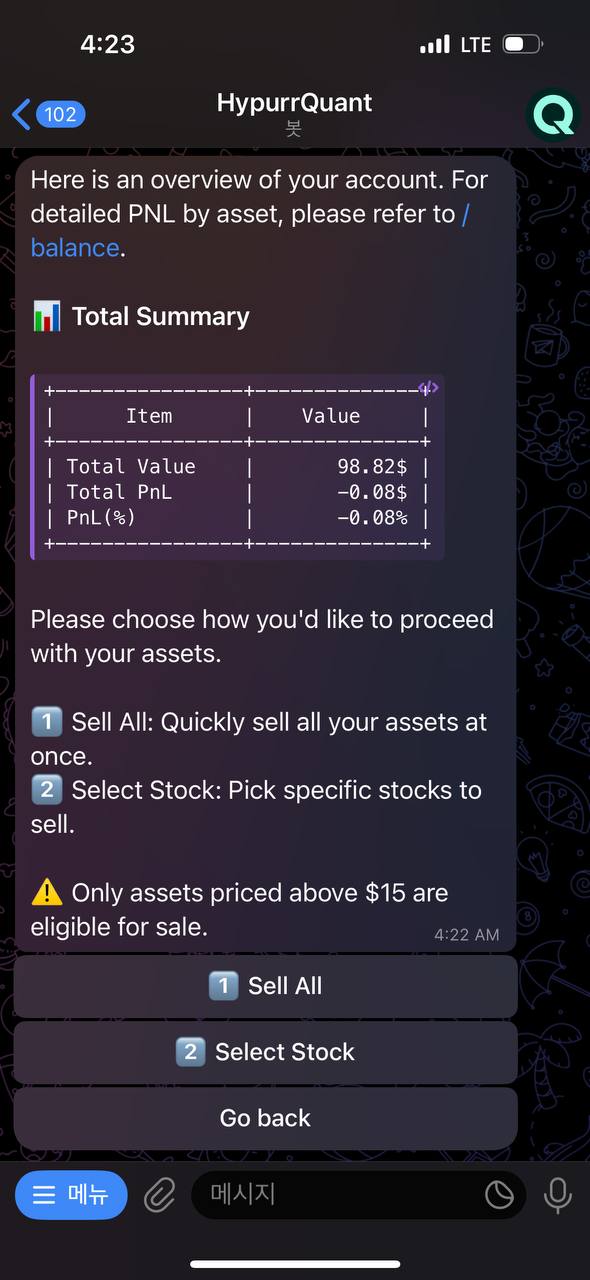 4:23
LTE
102
HypurrQuant
봇
Here is an overview of your account. For
detailed PNL by asset, please refer to /
balance.
📊 Total Summary
+----------------+--------------+
| Item | Value |
+----------------+--------------+
| Total Value | 98.82$ |
| Total PnL | -0.08$ |
| PnL(%) | -0.08% |
+----------------+--------------+
Please choose how you'd like to proceed
with your assets.
1️⃣ Sell All: Quickly sell all your assets at
once.
2️⃣ Select Stock: Pick specific stocks to
sell.
⚠️ Only assets priced above $15 are
eligible for sale.
4:22 AM
1️⃣ Sell All
2️⃣ Select Stock
Go back
메뉴
메시지